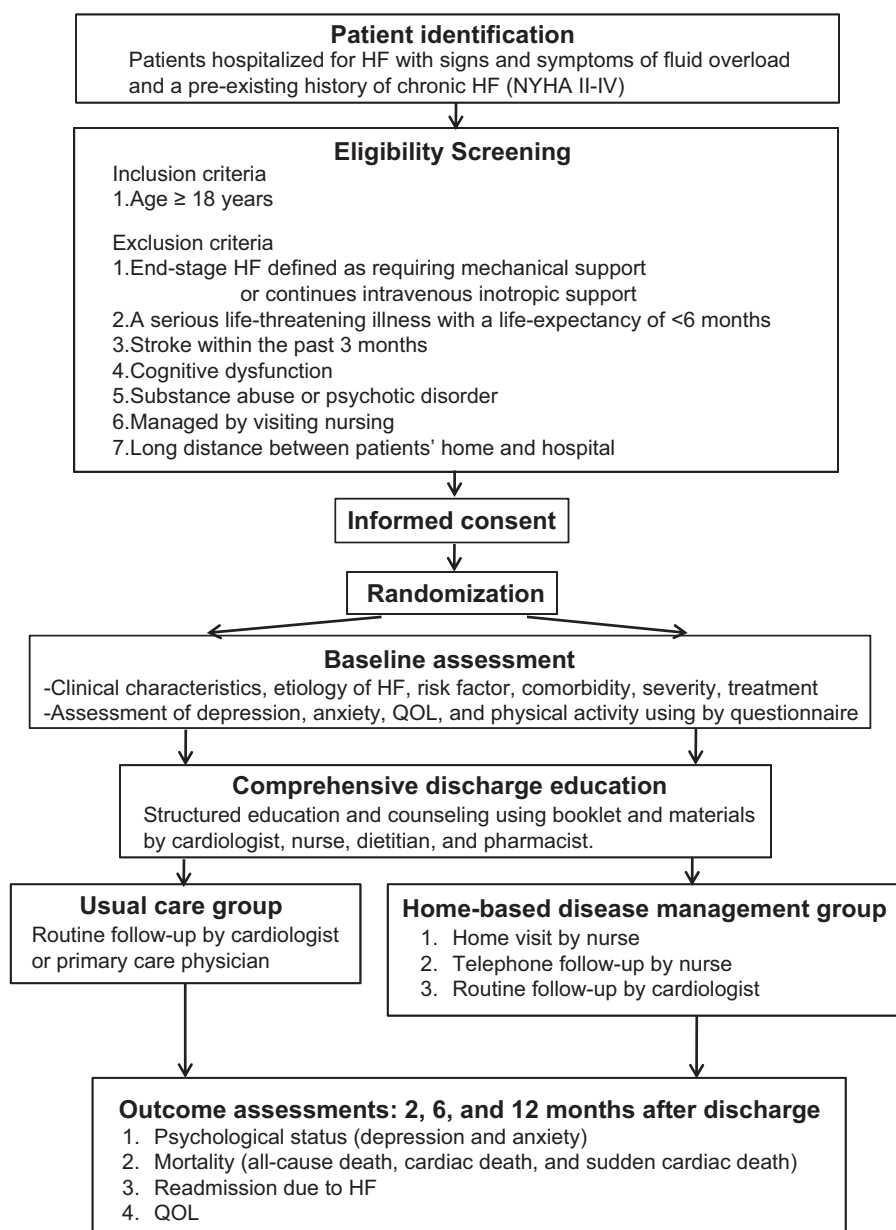 Patient identification
Patients hospitalized for HF with signs and symptoms of fluid overload
and a pre-existing history of chronic HF (NYHA II-IV)
Eligibility Screening
Inclusion criteria
1.Age ≥ 18 years
Exclusion criteria
1.End-stage HF defined as requiring mechanical support
or continues intravenous inotropic support
2.A serious life-threatening illness with a life-expectancy of <6 months
3.Stroke within the past 3 months
4.Cognitive dysfunction
5.Substance abuse or psychotic disorder
6.Managed by visiting nursing
7.Long distance between patients' home and hospital
Informed consent
Randomization
Baseline assessment
-Clinical characteristics, etiology of HF, risk factor, comorbidity, severity, treatment
-Assessment of depression, anxiety, QOL, and physical activity using by questionnaire
Comprehensive discharge education
Structured education and counseling using booklet and materials
by cardiologist, nurse, dietitian, and pharmacist.
Usual care group
Routine follow-up by cardiologist
or primary care physician
Home-based disease management group
1. Home visit by nurse
2. Telephone follow-up by nurse
3. Routine follow-up by cardiologist
Outcome assessments: 2, 6, and 12 months after discharge
1. Psychological status (depression and anxiety)
2. Mortality (all-cause death, cardiac death, and sudden cardiac death)
3. Readmission due to HF
4. QOL